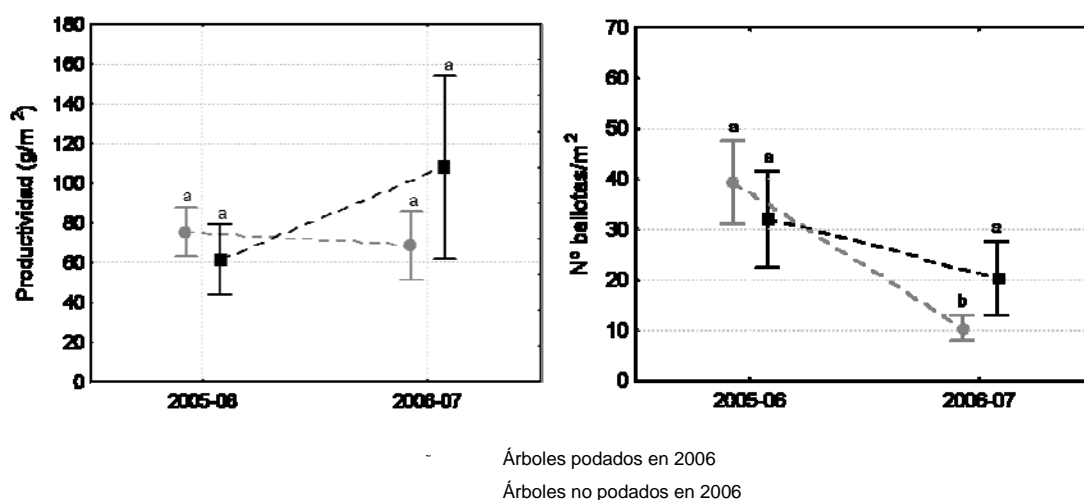 180
160
140
120
100
80
60
40
20
0
Productividad (g/m²)
a
a
a
a
2005-06
2006-07
70
60
50
40
30
20
10
0
Nº bellotas/m²
a
a
a
b
2005-06
2006-07
Árboles podados en 2006
Árboles no podados en 2006